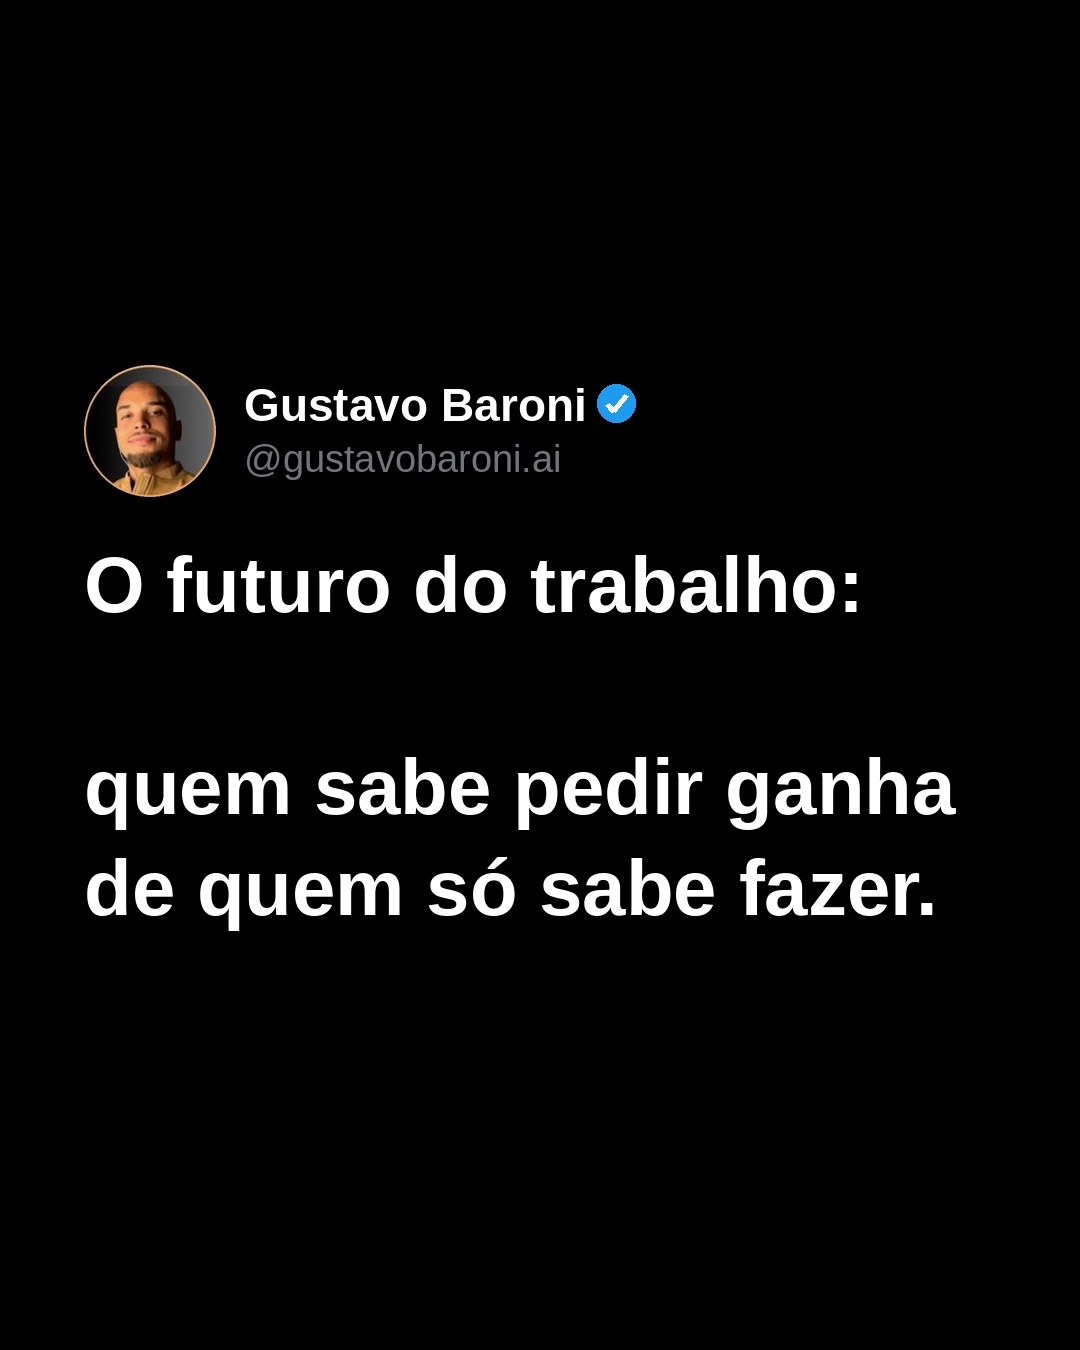 Gustavo Baroni
@gustavobaroni.ai
O futuro do trabalho:
quem sabe pedir ganha
de quem só sabe fazer.